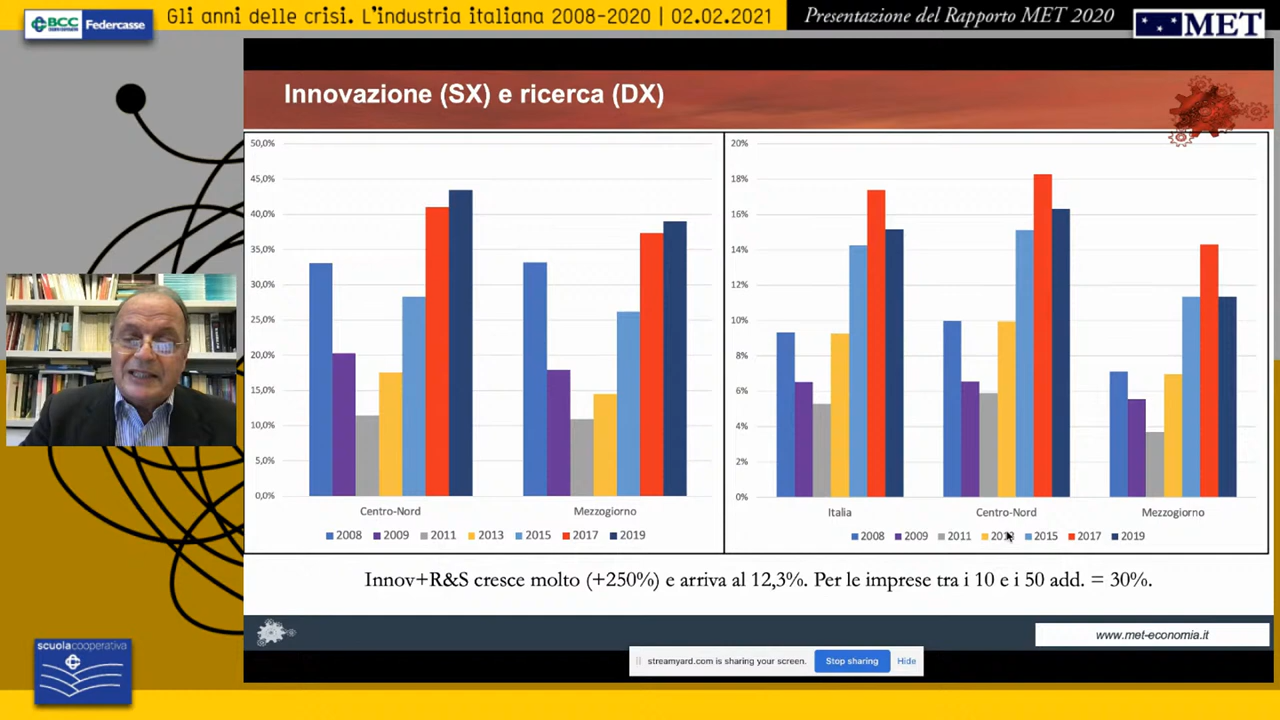 BCC
CREDITO COOPERATIVO
Federcasse
Gli anni delle crisi. L'industria italiana 2008-2020 | 02.02.2021
Presentazione del Rapporto MET 2020
MET
Innovazione (SX) e ricerca (DX)
50,0%
45,0%
40,0%
35,0%
30,0%
25,0%
20,0%
15,0%
10,0%
5,0%
0,0%
Centro-Nord Mezzogiorno
2008 2009 2011 2013 2015 2017 2019
20%
18%
16%
14%
12%
10%
8%
6%
4%
2%
0%
Italia Centro-Nord Mezzogiorno
2008 2009 2011 2015 2017 2019
Innov+R&S cresce molto (+250%) e arriva al 12,3%. Per le imprese tra i 10 e i 50 add. = 30%.
www.met-economia.it
streamyard.com is sharing your screen. Stop sharing Hide
scuolacooperativa